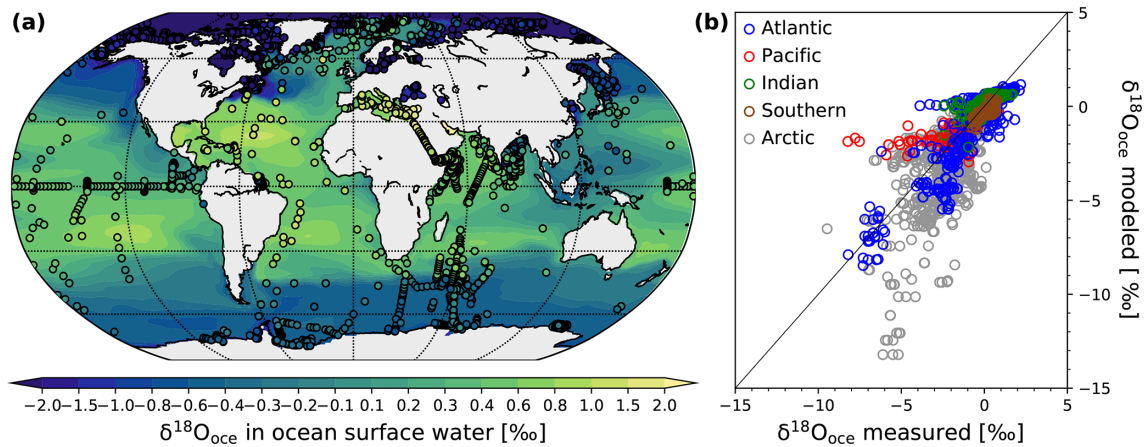 (a)
−2.0 −1.5 −1.0 −0.8 −0.6 −0.4 −0.3 −0.2 −0.1 0.1 0.2 0.3 0.4 0.6 0.8 1.0 1.5 2.0
δ¹⁸Oₒcₑ in ocean surface water [‰]
(b)
Atlantic
Pacific
Indian
Southern
Arctic
5
0
−5
−10
−15
δ¹⁸Oₒcₑ modeled [ ‰]
−15 −10 −5 0 5
δ¹⁸Oₒcₑ measured [‰]